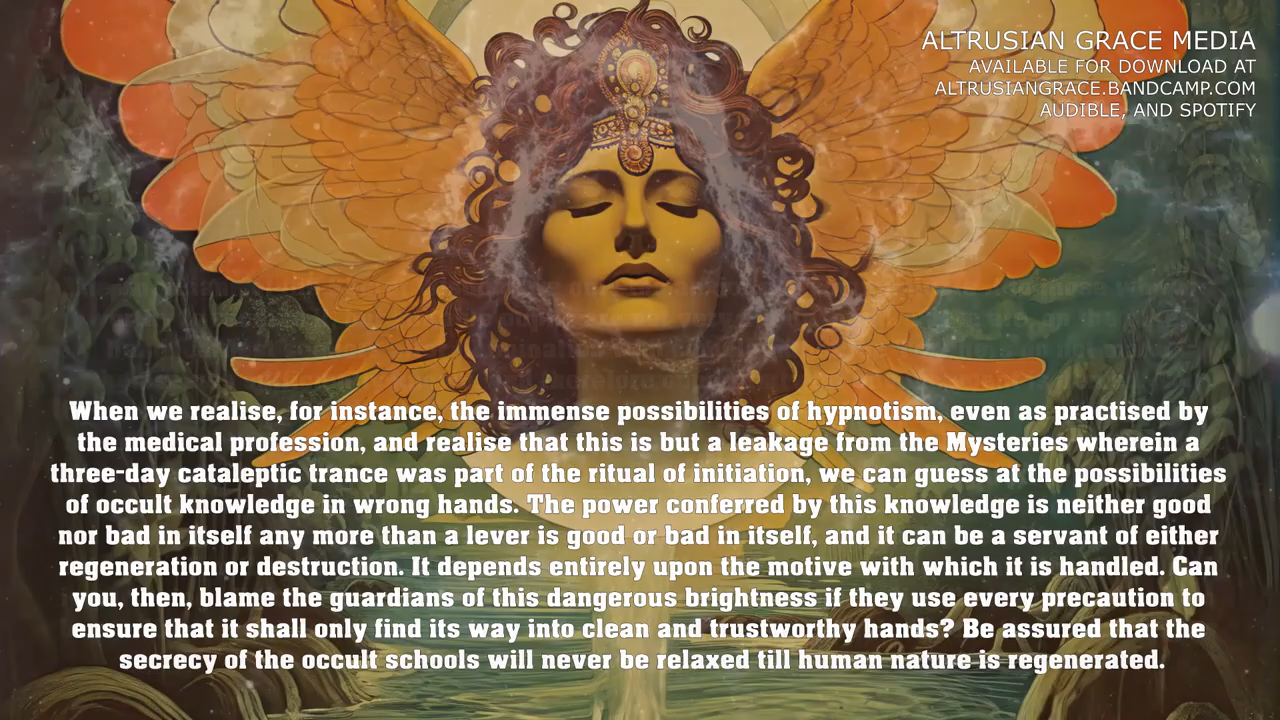 ALTRUSIAN GRACE MEDIA
AVAILABLE FOR DOWNLOAD AT
ALTRUSIANGRACE.BANDCAMP.COM
AUDIBLE, AND SPOTIFY
When we realise, for instance, the immense possibilities of hypnotism, even as practised by
the medical profession, and realise that this is but a leakage from the Mysteries wherein a
three-day cataleptic trance was part of the ritual of initiation, we can guess at the possibilities
of occult knowledge in wrong hands. The power conferred by this knowledge is neither good
nor bad in itself any more than a lever is good or bad in itself, and it can be a servant of either
regeneration or destruction. It depends entirely upon the motive with which it is handled. Can
you, then, blame the guardians of this dangerous brightness if they use every precaution to
ensure that it shall only find its way into clean and trustworthy hands? Be assured that the
secrecy of the occult schools will never be relaxed till human nature is regenerated.